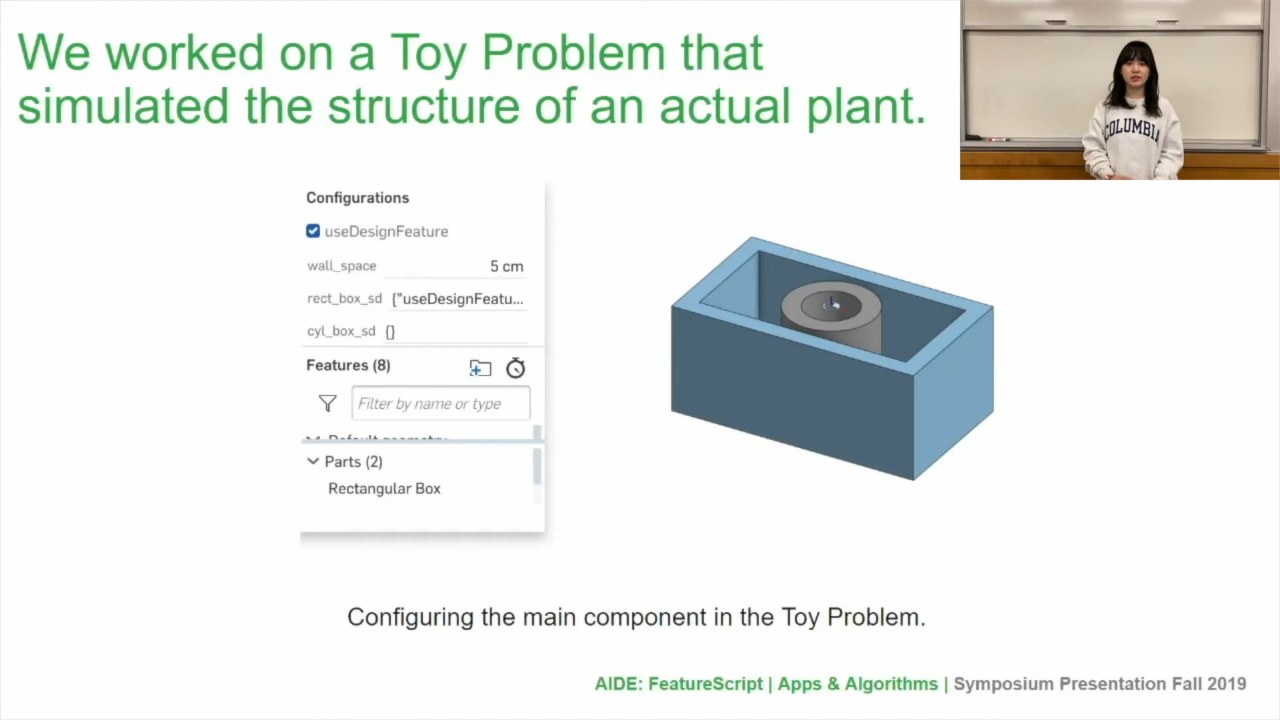 We worked on a Toy Problem that
simulated the structure of an actual plant.
COLUMBIA
Configurations
useDesignFeature
wall_space 5 cm
rect_box_sd {"useDesignFeatu...
cyl_box_sd {}
Features (8)
Filter by name or type
Default geometry
Parts (2)
Rectangular Box
Configuring the main component in the Toy Problem.
AIDE: FeatureScript | Apps & Algorithms | Symposium Presentation Fall 2019